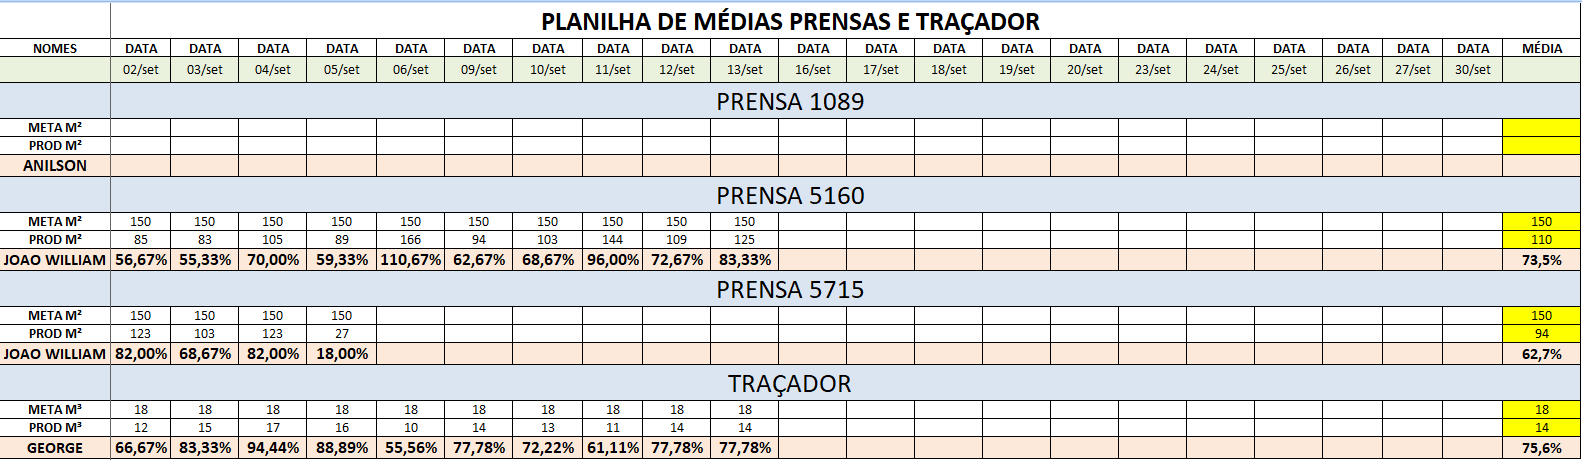 PLANILHA DE MÉDIAS PRENSAS E TRAÇADOR
NOMES DATA DATA DATA DATA DATA DATA DATA DATA DATA DATA DATA DATA DATA DATA DATA DATA DATA DATA DATA DATA DATA MÉDIA
02/set 03/set 04/set 05/set 06/set 09/set 10/set 11/set 12/set 13/set 16/set 17/set 18/set 19/set 20/set 23/set 24/set 25/set 26/set 27/set 30/set
PRENSA 1089
META M²
PROD M²
ANILSON
PRENSA 5160
META M² 150 150 150 150 150 150 150 150 150 150 150
PROD M² 85 83 105 89 166 94 103 144 109 125 110
JOAO WILLIAM 56,67% 55,33% 70,00% 59,33% 110,67% 62,67% 68,67% 96,00% 72,67% 83,33% 73,5%
PRENSA 5715
META M² 150 150 150 150 150
PROD M² 123 103 123 27 94
JOAO WILLIAM 82,00% 68,67% 82,00% 18,00% 62,7%
TRAÇADOR
META M³ 18 18 18 18 18 18 18 18 18 18 18
PROD M³ 12 15 17 16 10 14 13 11 14 14 14
GEORGE 66,67% 83,33% 94,44% 88,89% 55,56% 77,78% 72,22% 61,11% 77,78% 77,78% 75,6%